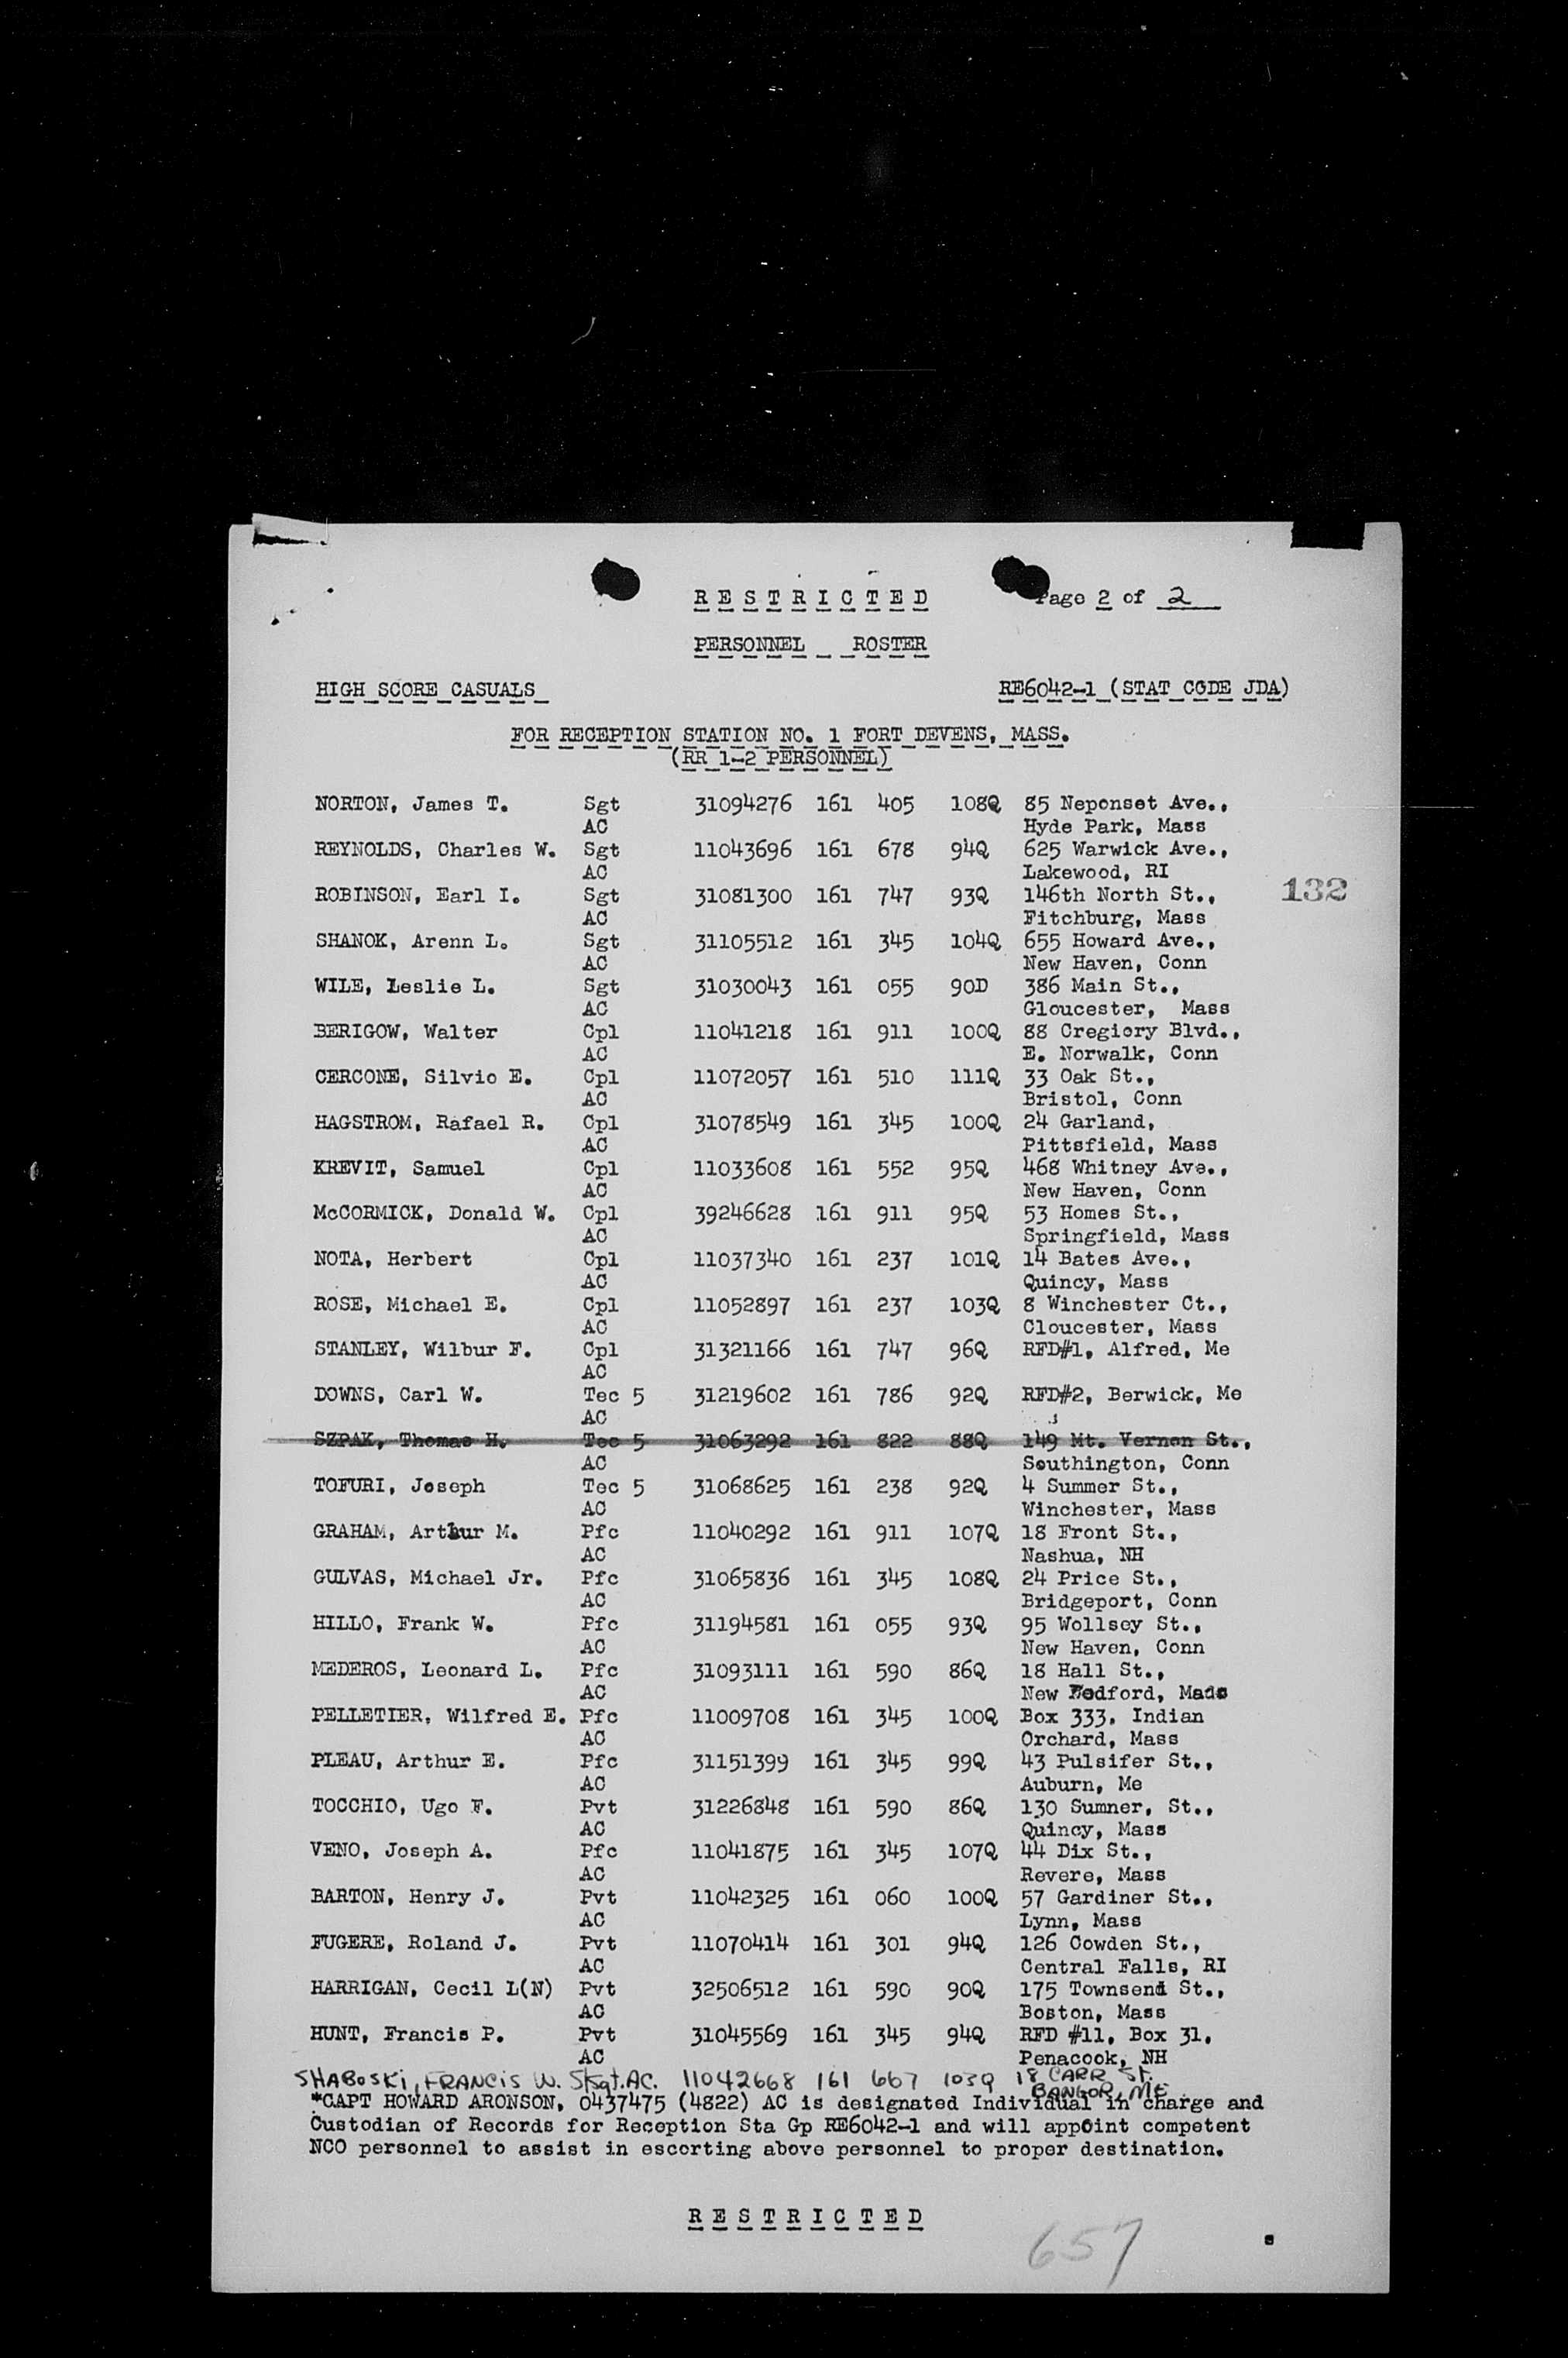 RESTRICTED
Page 2 of 2
PERSONNEL ROSTER
HIGH SCORE CASUALS RE6042-1 (STAT CODE JDA)
FOR RECEPTION STATION NO. 1 FORT DEVENS, MASS.
(RR 1-2 PERSONNEL)
NORTON, James T. Sgt 31094276 161 405 108Q 85 Neponset Ave.,
AC Hyde Park, Mass
REYNOLDS, Charles W. Sgt 11043696 161 678 94Q 625 Warwick Ave.,
AC Lakewood, RI
ROBINSON, Earl I. Sgt 31081300 161 747 93Q 146th North St., 132
AC Fitchburg, Mass
SHANOK, Arenn L. Sgt 31105512 161 345 104Q 655 Howard Ave.,
AC New Haven, Conn
WILE, Leslie L. Sgt 31030043 161 055 90D 386 Main St.,
AC Gloucester, Mass
BERIGOW, Walter Cpl 11041218 161 911 100Q 88 Cregiory Blvd.,
AC E. Norwalk, Conn
CERCONE, Silvio E. Cpl 11072057 161 510 111Q 33 Oak St.,
AC Bristol, Conn
HAGSTROM, Rafael R. Cpl 31078549 161 345 100Q 24 Garland,
AC Pittsfield, Mass
KREVIT, Samuel Cpl 11033608 161 552 95Q 468 Whitney Ave.,
AC New Haven, Conn
McCORMICK, Donald W. Cpl 39246628 161 911 95Q 53 Homes St.,
AC Springfield, Mass
NOTA, Herbert Cpl 11037340 161 237 101Q 14 Bates Ave.,
AC Quincy, Mass
ROSE, Michael E. Cpl 11052897 161 237 103Q 8 Winchester Ct.,
AC Cloucester, Mass
STANLEY, Wilbur F. Cpl 31321166 161 747 96Q RFD#1, Alfred, Me
AC
DOWNS, Carl W. Tec 5 31219602 161 786 92Q RFD#2, Berwick, Me
AC
SZPAK, Thomas H. Tec 5 31063292 161 822 88Q 149 Mt. Vernon St.,
AC Southington, Conn
TOFURI, Joseph Tec 5 31068625 161 238 92Q 4 Summer St.,
AC Winchester, Mass
GRAHAM, Arthur M. Pfc 11040292 161 911 107Q 18 Front St.,
AC Nashua, NH
GULVAS, Michael Jr. Pfc 31065836 161 345 108Q 24 Price St.,
AC Bridgeport, Conn
HILLO, Frank W. Pfc 31194581 161 055 93Q 95 Wollsey St.,
AC New Haven, Conn
MEDEROS, Leonard L. Pfc 31093111 161 590 86Q 18 Hall St.,
AC New Bedford, Mass
PELLETIER, Wilfred E. Pfc 11009708 161 345 100Q Box 333, Indian
AC Orchard, Mass
PLEAU, Arthur E. Pfc 31151399 161 345 99Q 43 Pulsifer St.,
AC Auburn, Me
TOCCHIO, Ugo F. Pvt 31226848 161 590 86Q 130 Sumner, St.,
AC Quincy, Mass
VENO, Joseph A. Pfc 11041875 161 345 107Q 44 Dix St.,
AC Revere, Mass
BARTON, Henry J. Pvt 11042325 161 060 100Q 57 Gardiner St.,
AC Lynn, Mass
FUGERE, Roland J. Pvt 11070414 161 301 94Q 126 Cowden St.,
AC Central Falls, RI
HARRIGAN, Cecil L(N) Pvt 32506512 161 590 90Q 175 Townsend St.,
AC Boston, Mass
HUNT, Francis P. Pvt 31045569 161 345 94Q RFD #11, Box 31,
AC Penacook, NH
SHABOSKI, FRANCIS W. S/Sgt. AC. 11042668 161 667 103Q 18 CARR ST.
BANGOR, ME
*CAPT HOWARD ARONSON, 0437475 (4822) AC is designated Individual in charge and
Custodian of Records for Reception Sta Gp RE6042-1 and will appoint competent
NCO personnel to assist in escorting above personnel to proper destination.
RESTRICTED
657